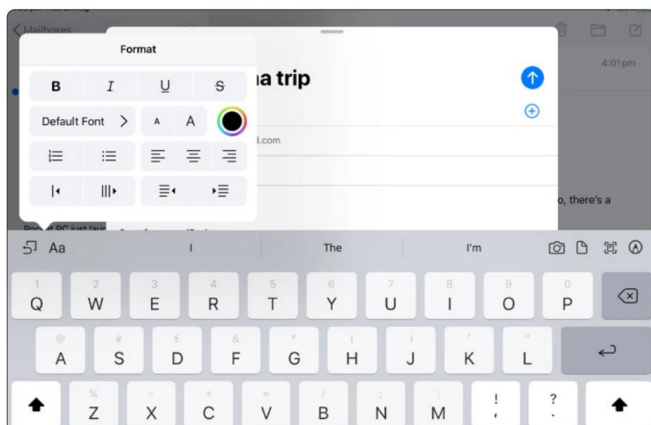 Mailboxes
Format
a trip
4:01pm
B I U S
Default Font A A
d.com
o, there's a
Aa I The I'm
1 2 3 4 5 6 7 8 9 0
Q W E R T Y U I O P
@ # £ & * ( ) ' "
A S D F G H J K L
% - + = / ; : ! ?
Z X C V B N M , .